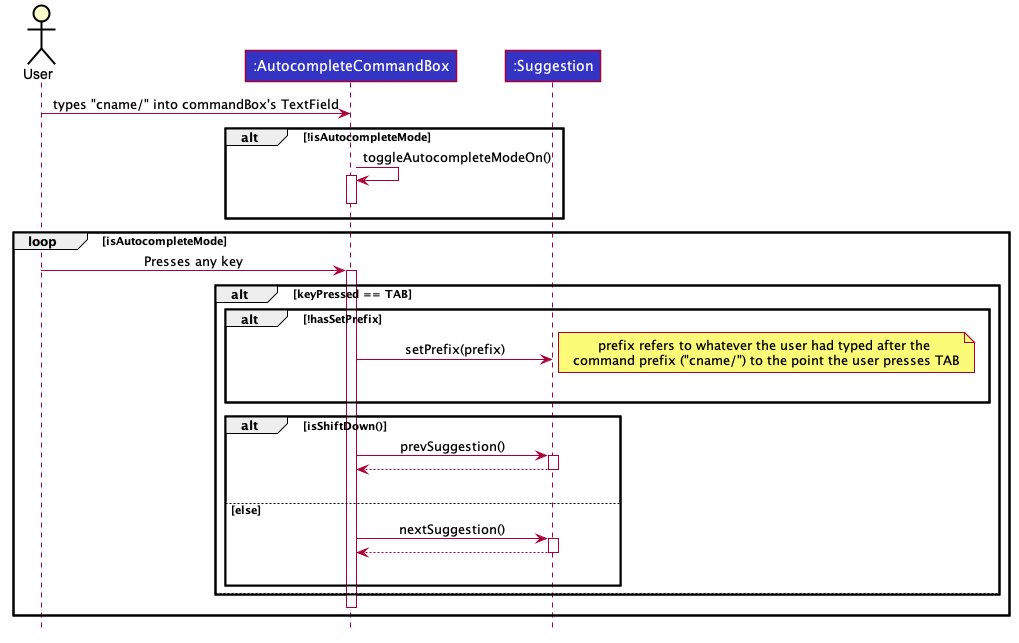 User
:AutocompleteCommandBox
:Suggestion
types "cname/" into commandBox's TextField
alt [!isAutocompleteMode]
toggleAutocompleteModeOn()
loop [isAutocompleteMode]
Presses any key
alt [keyPressed == TAB]
alt [!hasSetPrefix]
setPrefix(prefix)
prefix refers to whatever the user had typed after the
command prefix ("cname/") to the point the user presses TAB
alt [isShiftDown()]
prevSuggestion()
[else]
nextSuggestion()